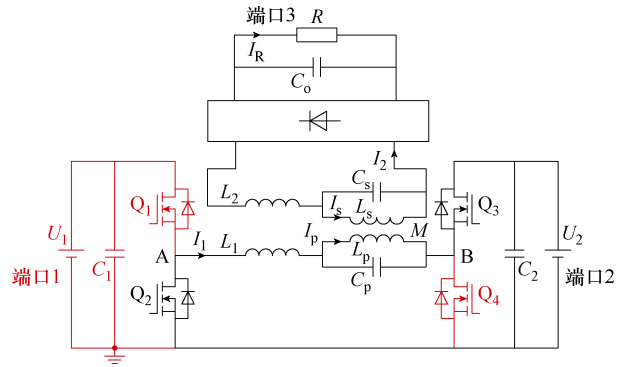 端口3
R
I_R
C_o
I_2
C_s
L_2
I_s
L_s
Q_1
Q_3
I_p
M
U_1
I_1
L_1
L_p
U_2
A
B
端口1
C_1
C_p
C_2
端口2
Q_2
Q_4